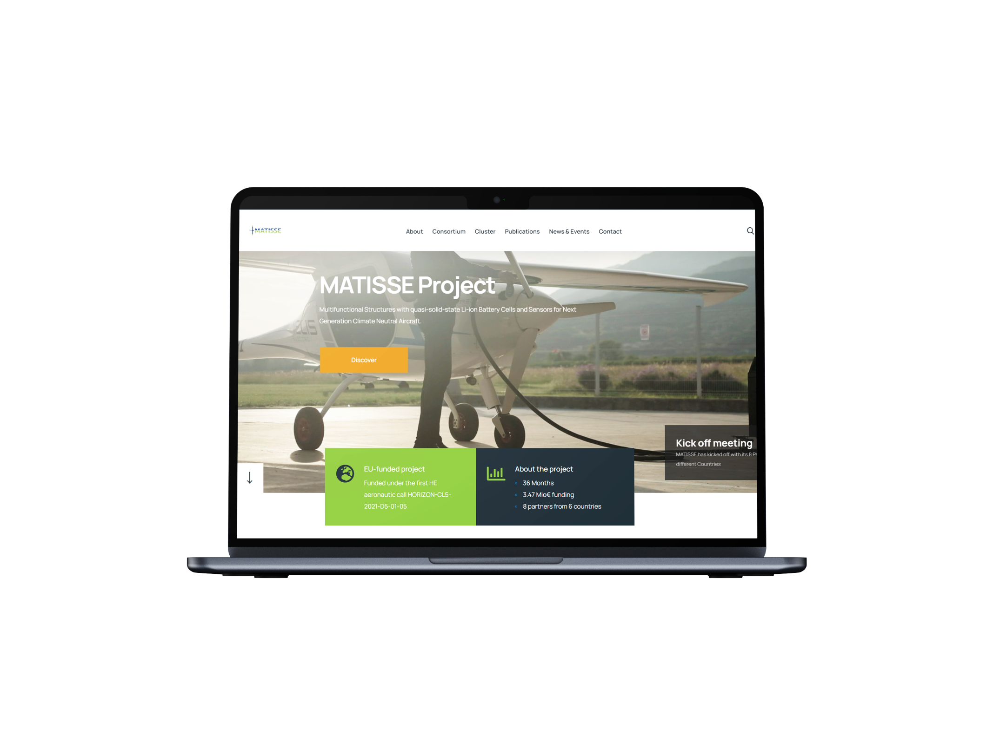 MATISSE
About Consortium Cluster Publications News & Events Contact
MATISSE Project
Multifunctional Structures with quasi-solid-state Li-ion Battery Cells and Sensors for Next
Generation Climate Neutral Aircraft.
Discover
Kick off meeting
MATISSE has kicked off with its 8 Pa
different Countries
EU-funded project
Funded under the first HE
aeronautic call HORIZON-CL5-
2021-D5-01-05
About the project
36 Months
3.47 Mio€ funding
8 partners from 6 countries